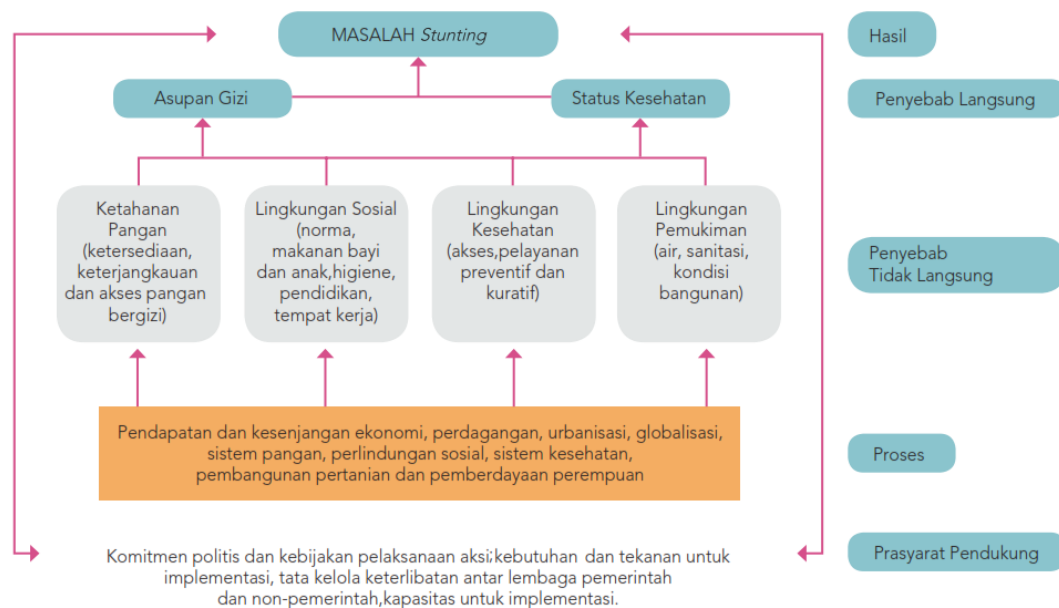 MASALAH Stunting
Hasil
Asupan Gizi
Status Kesehatan
Penyebab Langsung
Ketahanan
Pangan
(ketersediaan,
keterjangkauan
dan akses pangan
bergizi)
Lingkungan Sosial
(norma,
makanan bayi
dan anak,higiene,
pendidikan,
tempat kerja)
Lingkungan
Kesehatan
(akses,pelayanan
preventif dan
kuratif)
Lingkungan
Pemukiman
(air, sanitasi,
kondisi
bangunan)
Penyebab
Tidak Langsung
Pendapatan dan kesenjangan ekonomi, perdagangan, urbanisasi, globalisasi,
sistem pangan, perlindungan sosial, sistem kesehatan,
pembangunan pertanian dan pemberdayaan perempuan
Proses
Komitmen politis dan kebijakan pelaksanaan aksi;kebutuhan dan tekanan untuk
implementasi, tata kelola keterlibatan antar lembaga pemerintah
dan non-pemerintah,kapasitas untuk implementasi.
Prasyarat Pendukung